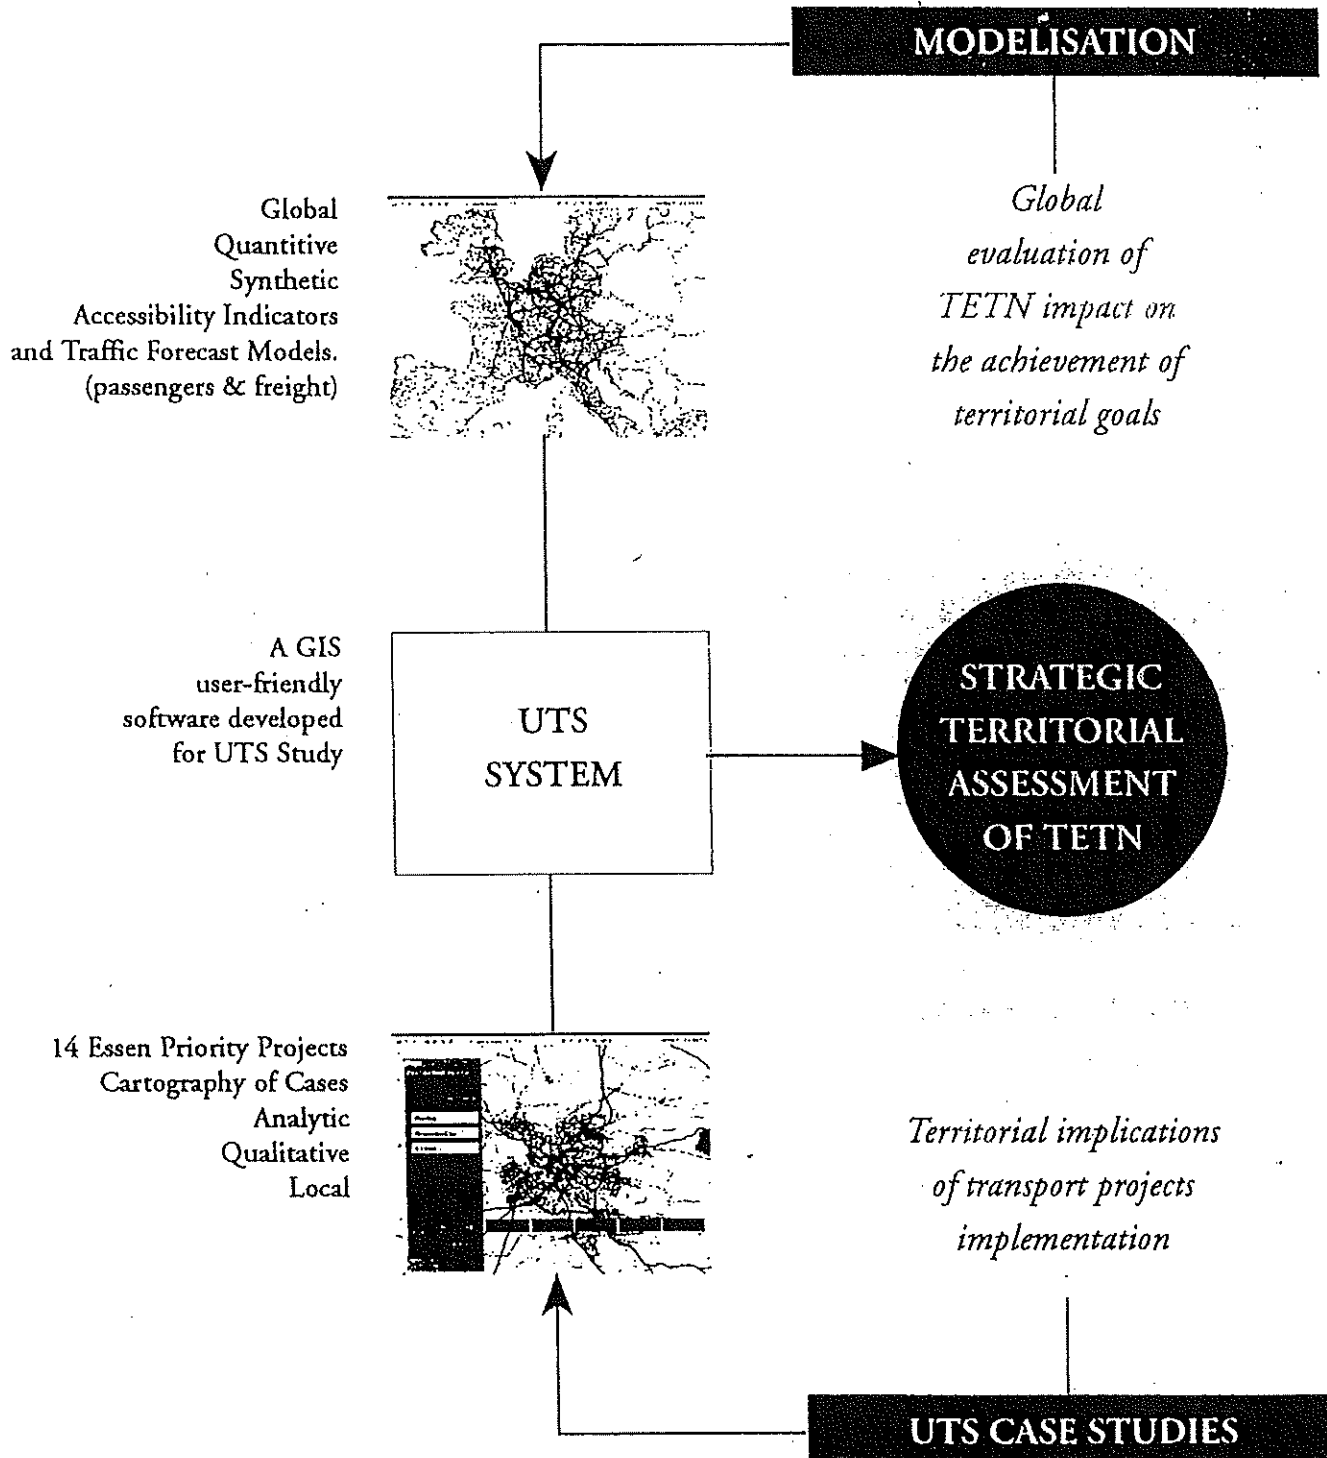 MODELISATION
Global
Quantitive
Synthetic
Accessibility Indicators
and Traffic Forecast Models.
(passengers & freight)
Global
evaluation of
TETN impact on
the achievement of
territorial goals
A GIS
user-friendly
software developed
for UTS Study
UTS
SYSTEM
STRATEGIC
TERRITORIAL
ASSESSMENT
OF TETN
14 Essen Priority Projects
Cartography of Cases
Analytic
Qualitative
Local
Territorial implications
of transport projects
implementation
UTS CASE STUDIES